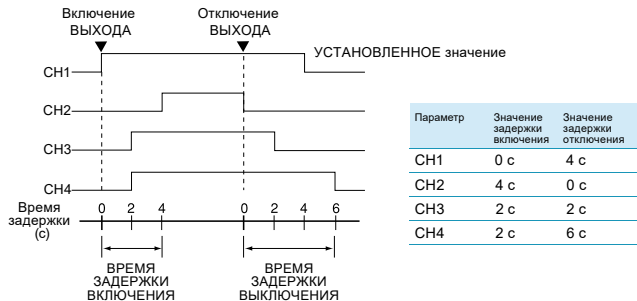 Включение
ВЫХОДА
Отключение
ВЫХОДА
УСТАНОВЛЕННОЕ значение
CH1
CH2
CH3
CH4
Время
задержки
(с)
0 2 4 0 2 4 6
ВРЕМЯ
ЗАДЕРЖКИ
ВКЛЮЧЕНИЯ
ВРЕМЯ
ЗАДЕРЖКИ
ВЫКЛЮЧЕНИЯ
Параметр Значение задержки включения Значение задержки отключения
CH1 0 с 4 с
CH2 4 с 0 с
CH3 2 с 2 с
CH4 2 с 6 с